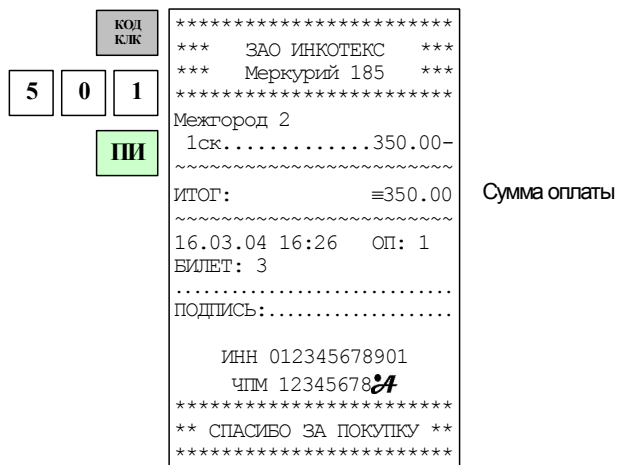 КОД
КЛК
5 0 1
ПИ
************************
*** ЗАО ИНКОТЕКС ***
*** Меркурий 185 ***
************************
Межгород 2
1ск.............350.00-
~~~~~~~~~~~~~~~~~~~~~~~~
ИТОГ: ≡350.00
Сумма оплаты
~~~~~~~~~~~~~~~~~~~~~~~~
16.03.04 16:26 ОП: 1
БИЛЕТ: 3
..............................
ПОДПИСЬ:....................
ИНН 012345678901
ЧПМ 12345678
************************
** СПАСИБО ЗА ПОКУПКУ **
************************